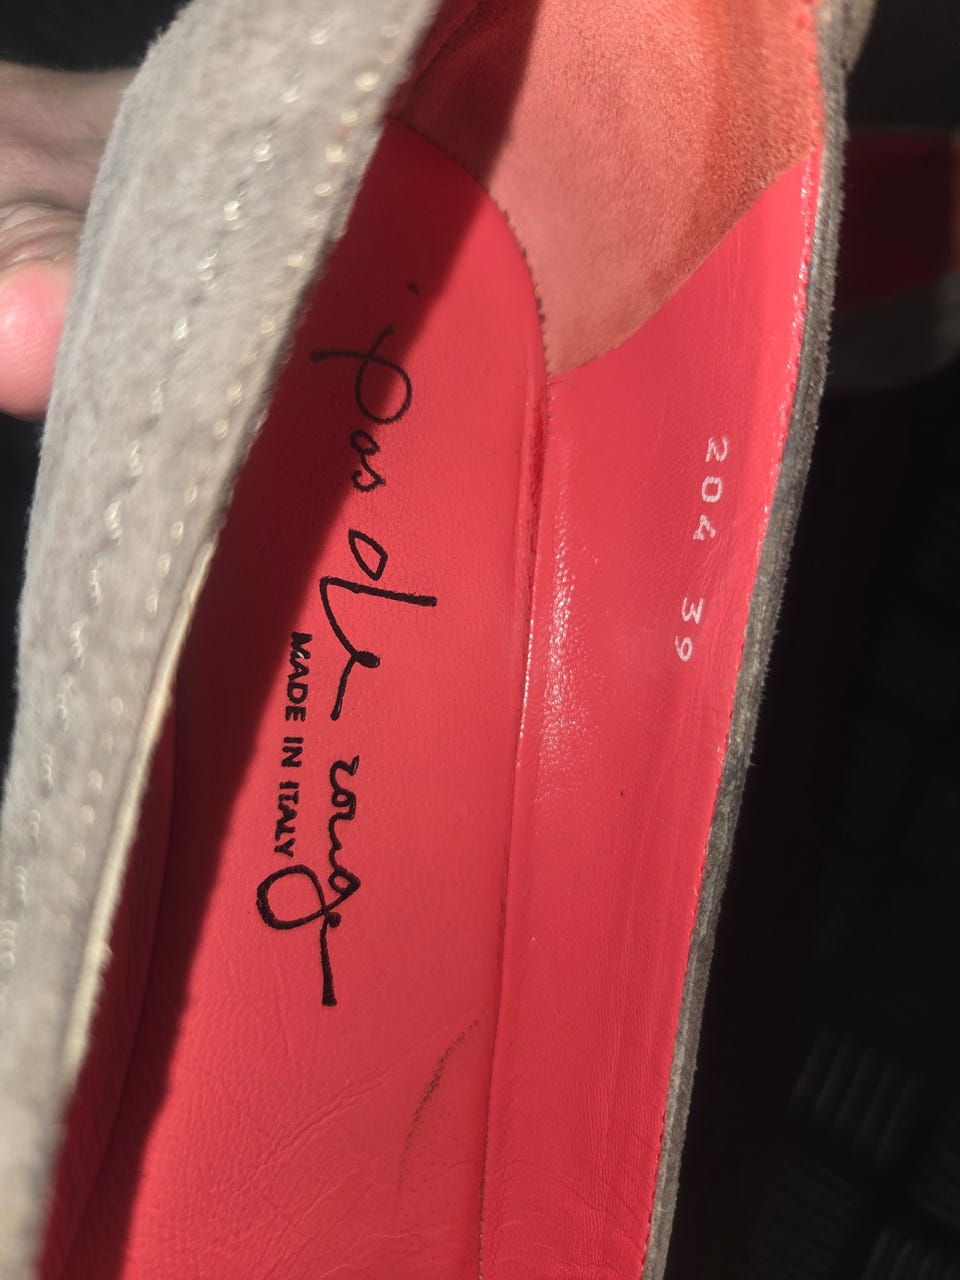 pas de rouge
MADE IN ITALY
204 39